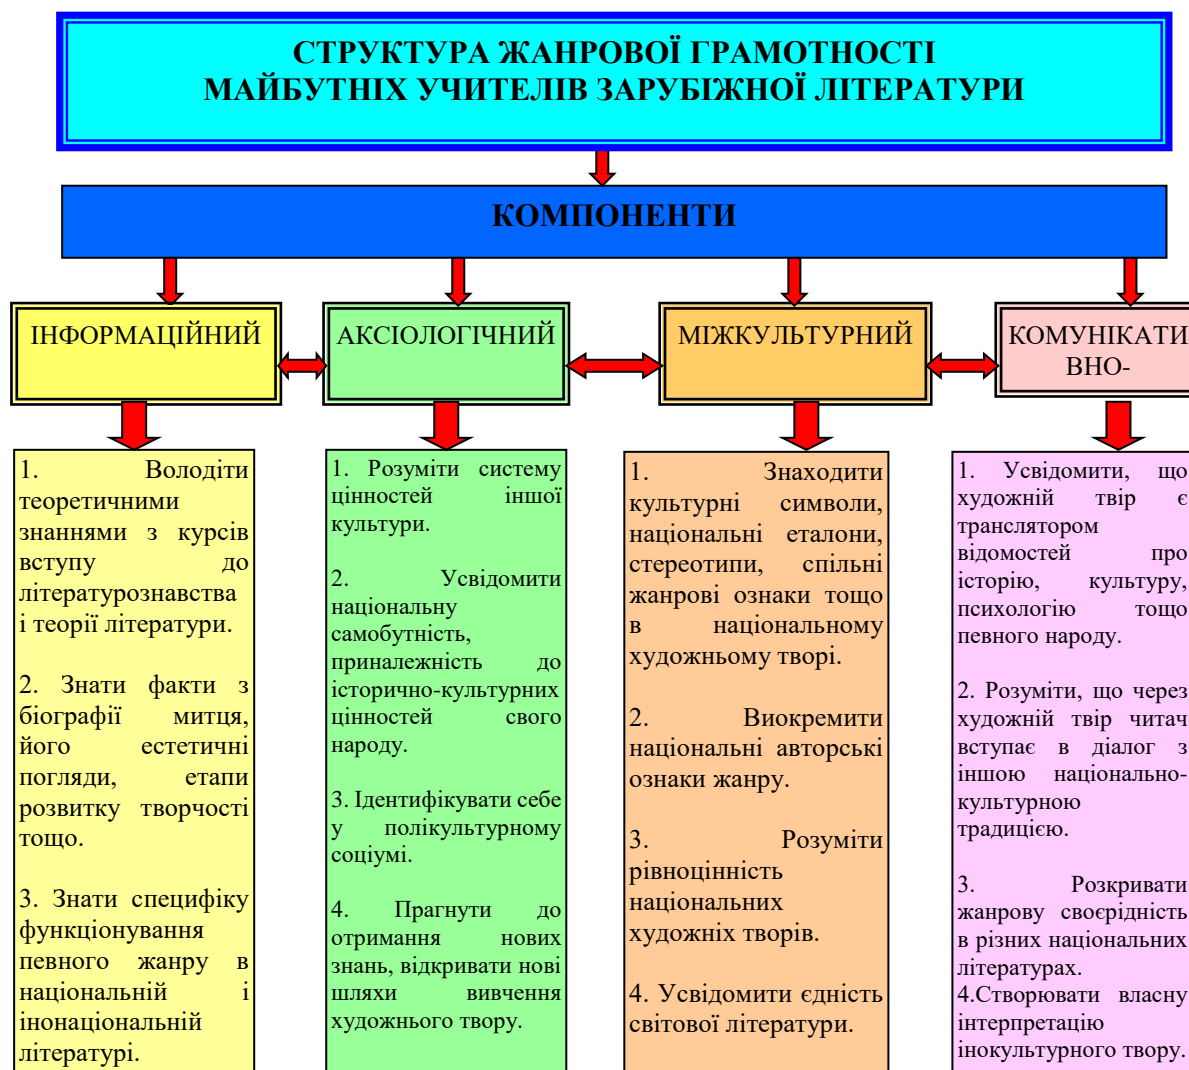 СТРУКТУРА ЖАНРОВОЇ ГРАМОТНОСТІ
МАЙБУТНІХ УЧИТЕЛІВ ЗАРУБІЖНОЇ ЛІТЕРАТУРИ
КОМПОНЕНТИ
ІНФОРМАЦІЙНИЙ
АКСІОЛОГІЧНИЙ
МІЖКУЛЬТУРНИЙ
КОМУНІКАТИ
ВНО-
1. Володіти
теоретичними
знаннями з курсів
вступу до
літературознавства
і теорії літератури.
2. Знати факти з
біографії митця,
його естетичні
погляди, етапи
розвитку творчості
тощо.
3. Знати специфіку
функціонування
певного жанру в
національній і
інонаціональній
літературі.
1. Розуміти систему
цінностей іншої
культури.
2. Усвідомити
національну
самобутність,
приналежність до
історично-культурних
цінностей свого
народу.
3. Ідентифікувати себе
у полікультурному
соціумі.
4. Прагнути до
отримання нових
знань, відкривати нові
шляхи вивчення
художнього твору.
1. Знаходити
культурні символи,
національні еталони,
стереотипи, спільні
жанрові ознаки тощо
в національному
художньому творі.
2. Виокремити
національні авторські
ознаки жанру.
3. Розуміти
рівноцінність
національних
художніх творів.
4. Усвідомити єдність
світової літератури.
1. Усвідомити, що
художній твір є
транслятором
відомостей про
історію, культуру,
психологію тощо
певного народу.
2. Розуміти, що через
художній твір читач
вступає в діалог з
іншою національно-
культурною
традицією.
3. Розкривати
жанрову своєрідність
в різних національних
літературах.
4.Створювати власну
інтерпретацію
інокультурного твору.